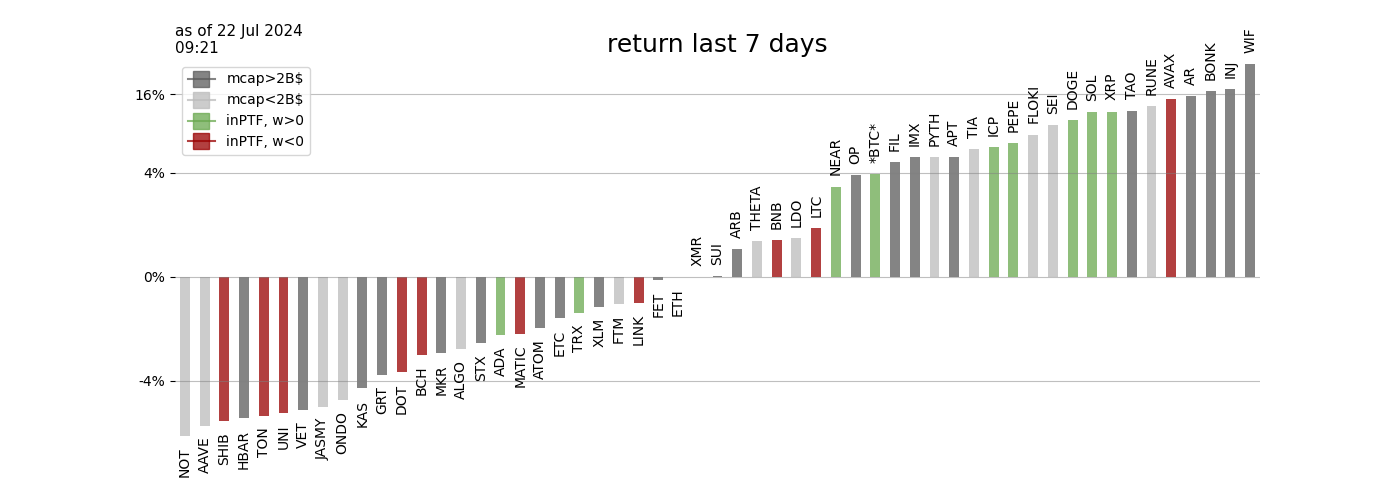 as of 22 Jul 2024
09:21
return last 7 days
mcap>2B$
mcap<2B$
inPTF, w>0
inPTF, w<0
16%
4%
0%
-4%
NOT
AAVE
SHIB
HBAR
TON
UNI
VET
JASMY
ONDO
KAS
GRT
DOT
BCH
MKR
ALGO
STX
ADA
MATIC
ATOM
ETC
TRX
XLM
FTM
LINK
FET
ETH
XMR
SUI
ARB
THETA
BNB
LDO
LTC
NEAR
OP
*BTC*
FIL
IMX
PYTH
APT
TIA
ICP
PEPE
FLOKI
SEI
DOGE
SOL
XRP
TAO
RUNE
AVAX
AR
BONK
INJ
WIF